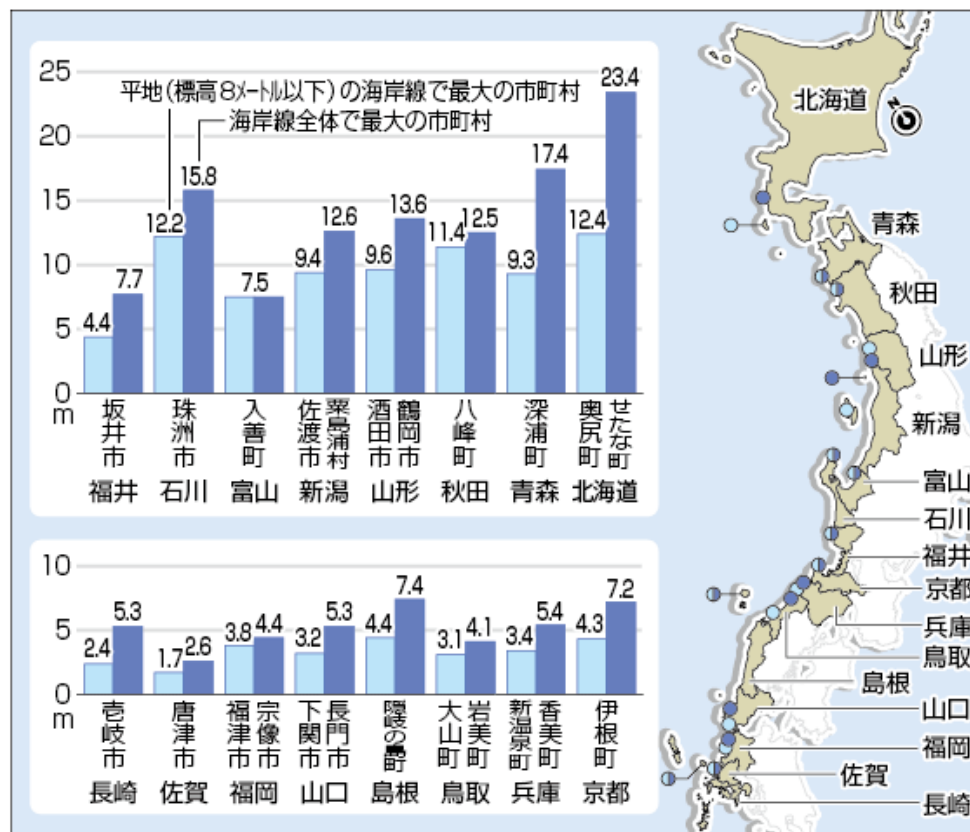 25
20
15
10
5
0
m
平地(標高8メートル以下)の海岸線で最大の市町村
海岸線全体で最大の市町村
4.4
7.7
12.2
15.8
7.5
9.4
12.6
9.6
13.6
11.4
12.5
9.3
17.4
12.4
23.4
坂井市
珠洲市
入善町
佐渡市
粟島浦村
酒田市
鶴岡市
八峰町
深浦町
奥尻町
せたな町
福井
石川
富山
新潟
山形
秋田
青森
北海道
10
5
0
m
2.4
5.3
1.7
2.6
3.8
4.4
3.2
5.3
4.4
7.4
3.1
4.1
3.4
5.4
4.3
7.2
壱岐市
唐津市
福津市
宗像市
下関市
長門市
隠岐の島町
大山町
岩美町
新温泉町
香美町
伊根町
長崎
佐賀
福岡
山口
島根
鳥取
兵庫
京都
北海道
N
青森
秋田
山形
新潟
富山
石川
福井
京都
兵庫
鳥取
島根
山口
福岡
佐賀
長崎